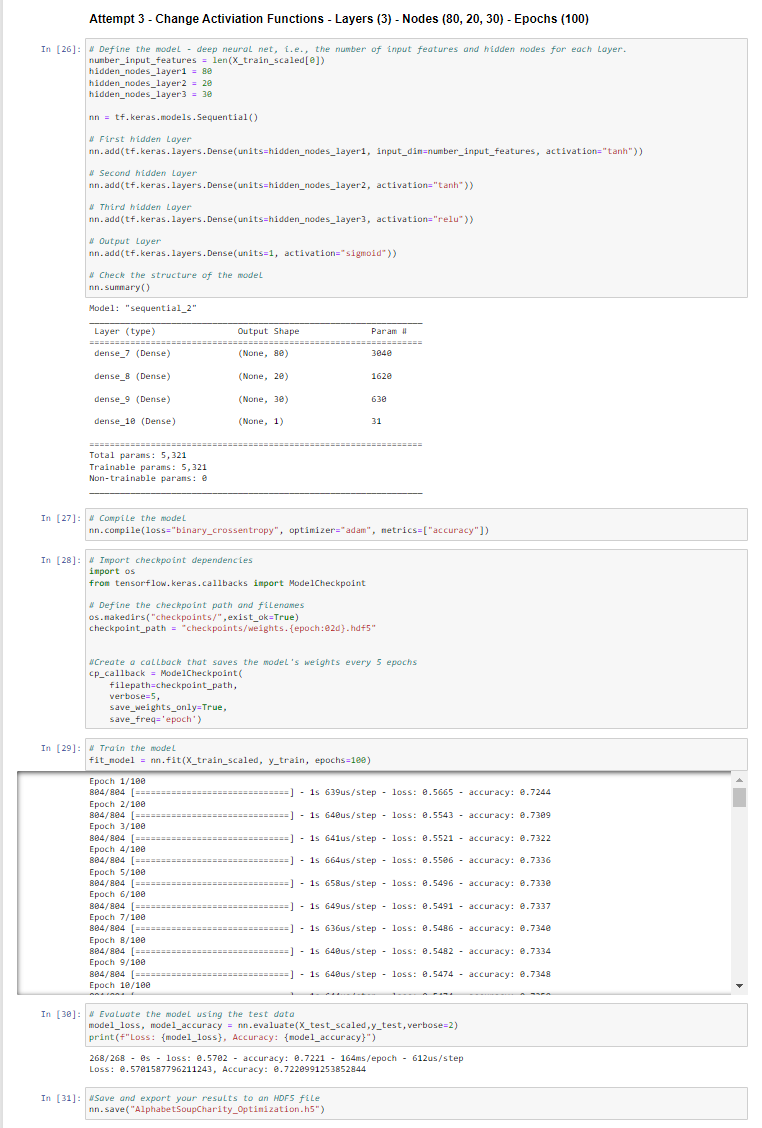 Attempt 3 - Change Activiation Functions - Layers (3) - Nodes (80, 20, 30) - Epochs (100)
In [26]: # Define the model - deep neural net, i.e., the number of input features and hidden nodes for each layer.
number_input_features = len(X_train_scaled[0])
hidden_nodes_layer1 = 80
hidden_nodes_layer2 = 20
hidden_nodes_layer3 = 30
nn = tf.keras.models.Sequential()
# First hidden layer
nn.add(tf.keras.layers.Dense(units=hidden_nodes_layer1, input_dim=number_input_features, activation="tanh"))
# Second hidden layer
nn.add(tf.keras.layers.Dense(units=hidden_nodes_layer2, activation="tanh"))
# Third hidden layer
nn.add(tf.keras.layers.Dense(units=hidden_nodes_layer3, activation="relu"))
# Output layer
nn.add(tf.keras.layers.Dense(units=1, activation="sigmoid"))
# Check the structure of the model
nn.summary()
Model: "sequential_2"
Layer (type) Output Shape Param #
dense_7 (Dense) (None, 80) 3040
dense_8 (Dense) (None, 20) 1620
dense_9 (Dense) (None, 30) 630
dense_10 (Dense) (None, 1) 31
Total params: 5,321
Trainable params: 5,321
Non-trainable params: 0
In [27]: # Compile the model
nn.compile(loss="binary_crossentropy", optimizer="adam", metrics=["accuracy"])
In [28]: # Import checkpoint dependencies
import os
from tensorflow.keras.callbacks import ModelCheckpoint
# Define the checkpoint path and filenames
os.makedirs("checkpoints/",exist_ok=True)
checkpoint_path = "checkpoints/weights.{epoch:02d}.hdf5"
#Create a callback that saves the model's weights every 5 epochs
cp_callback = ModelCheckpoint(
filepath=checkpoint_path,
verbose=5,
save_weights_only=True,
save_freq='epoch')
In [29]: # Train the model
fit_model = nn.fit(X_train_scaled, y_train, epochs=100)
Epoch 1/100
804/804 [==============================] - 1s 639us/step - loss: 0.5665 - accuracy: 0.7244
Epoch 2/100
804/804 [==============================] - 1s 640us/step - loss: 0.5543 - accuracy: 0.7309
Epoch 3/100
804/804 [==============================] - 1s 641us/step - loss: 0.5521 - accuracy: 0.7322
Epoch 4/100
804/804 [==============================] - 1s 664us/step - loss: 0.5506 - accuracy: 0.7336
Epoch 5/100
804/804 [==============================] - 1s 658us/step - loss: 0.5496 - accuracy: 0.7330
Epoch 6/100
804/804 [==============================] - 1s 649us/step - loss: 0.5491 - accuracy: 0.7337
Epoch 7/100
804/804 [==============================] - 1s 636us/step - loss: 0.5486 - accuracy: 0.7340
Epoch 8/100
804/804 [==============================] - 1s 640us/step - loss: 0.5482 - accuracy: 0.7334
Epoch 9/100
804/804 [==============================] - 1s 640us/step - loss: 0.5474 - accuracy: 0.7348
Epoch 10/100
In [30]: # Evaluate the model using the test data
model_loss, model_accuracy = nn.evaluate(X_test_scaled,y_test,verbose=2)
print(f"Loss: {model_loss}, Accuracy: {model_accuracy}")
268/268 - 0s - loss: 0.5702 - accuracy: 0.7221 - 164ms/epoch - 612us/step
Loss: 0.5701587796211243, Accuracy: 0.7220991253852844
In [31]: #Save and export your results to an HDF5 file
nn.save("AlphabetSoupCharity_Optimization.h5")